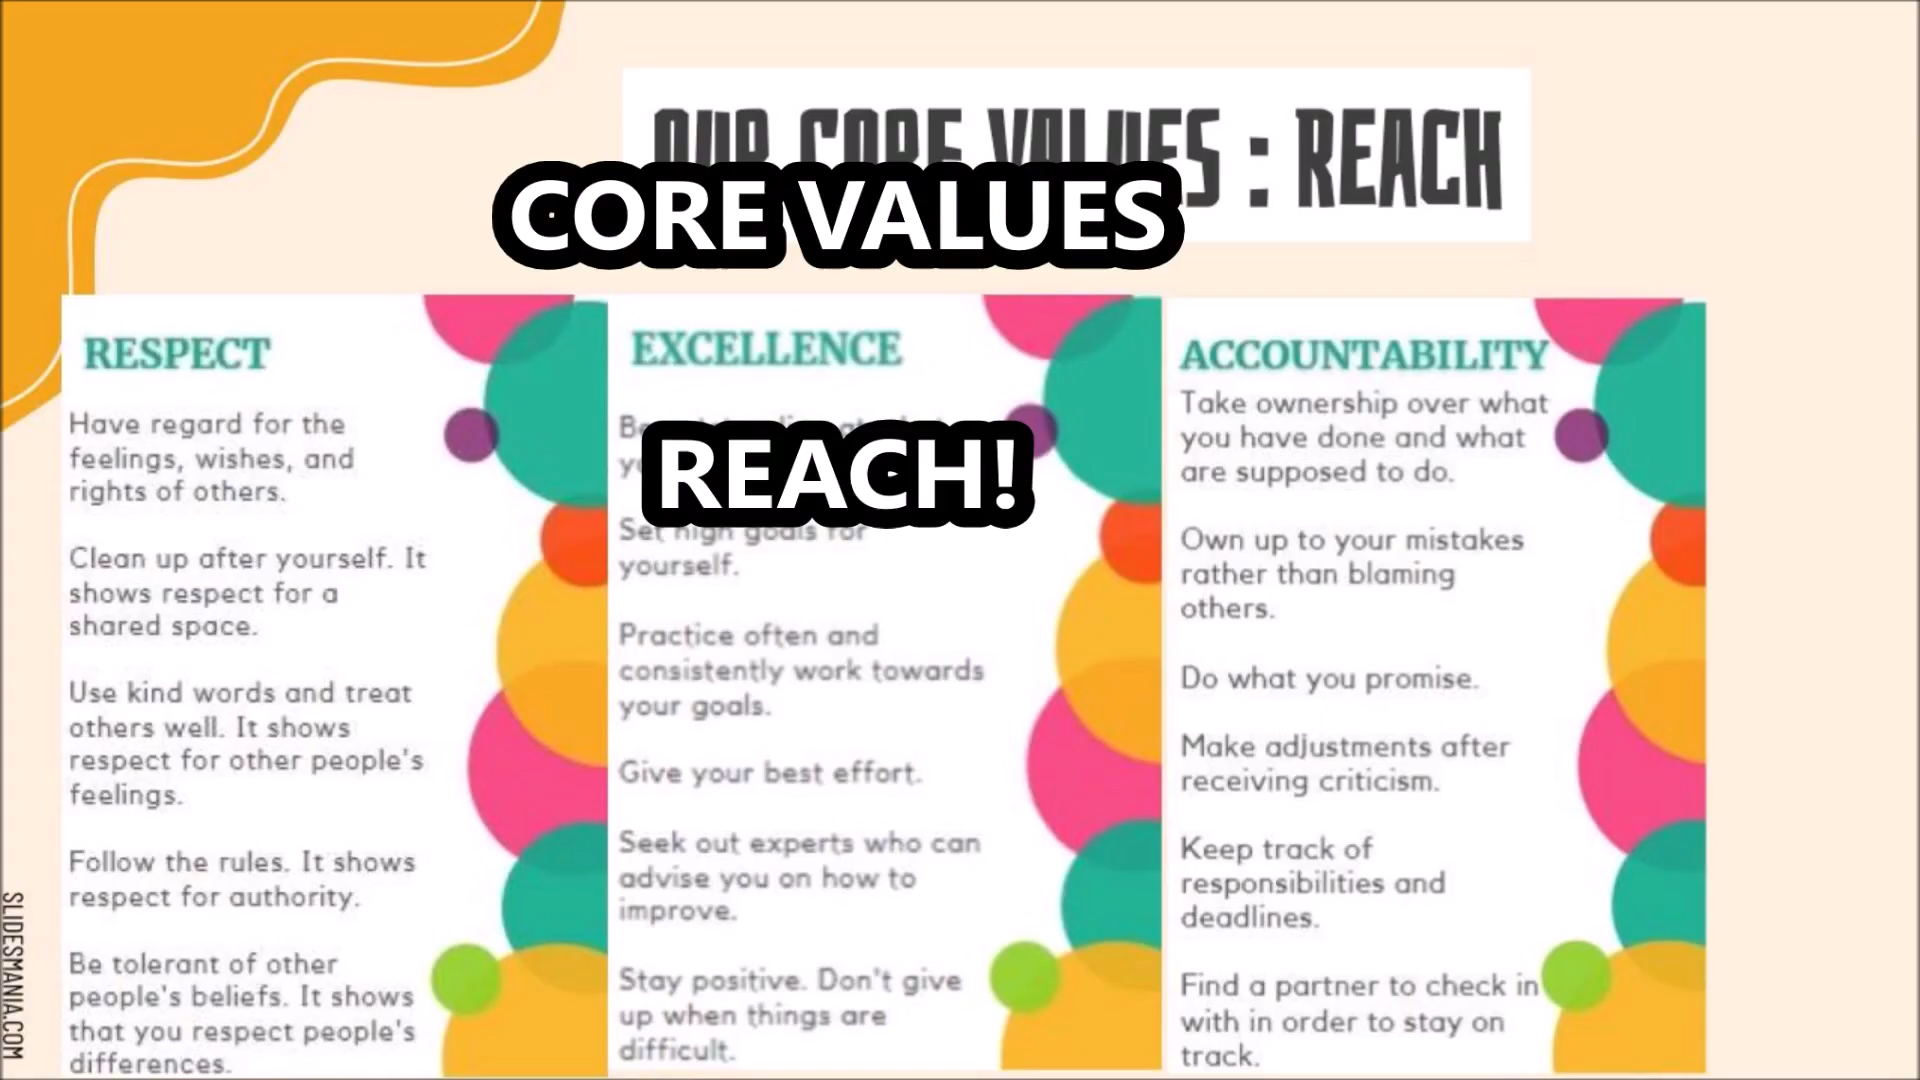 OUR CORE VALUES : REACH
CORE VALUES
REACH!
RESPECT
Have regard for the
feelings, wishes, and
rights of others.
Clean up after yourself. It
shows respect for a
shared space.
Use kind words and treat
others well. It shows
respect for other people's
feelings.
Follow the rules. It shows
respect for authority.
Be tolerant of other
people's beliefs. It shows
that you respect people's
differences.
EXCELLENCE
Set high goals for
yourself.
Practice often and
consistently work towards
your goals.
Give your best effort.
Seek out experts who can
advise you on how to
improve.
Stay positive. Don't give
up when things are
difficult.
ACCOUNTABILITY
Take ownership over what
you have done and what
are supposed to do.
Own up to your mistakes
rather than blaming
others.
Do what you promise.
Make adjustments after
receiving criticism.
Keep track of
responsibilities and
deadlines.
Find a partner to check in
with in order to stay on
track.
SLIDESMANIA.COM